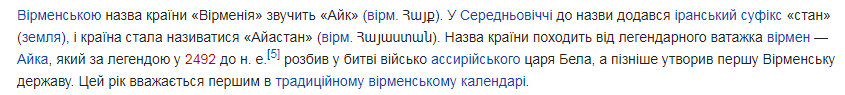 Вірменською назва країни «Вірменія» звучить «Айк» (вірм. Հայք). У Середньовіччі до назви додався іранський суфікс «стан»
(земля), і країна стала називатися «Айастан» (вірм. Հայաստան). Назва країни походить від легендарного ватажка вірмен —
Айка, який за легендою у 2492 до н. е.[5] розбив у битві військо ассирійського царя Бела, а пізніше утворив першу Вірменську
державу. Цей рік вважається першим в традиційному вірменському календарі.